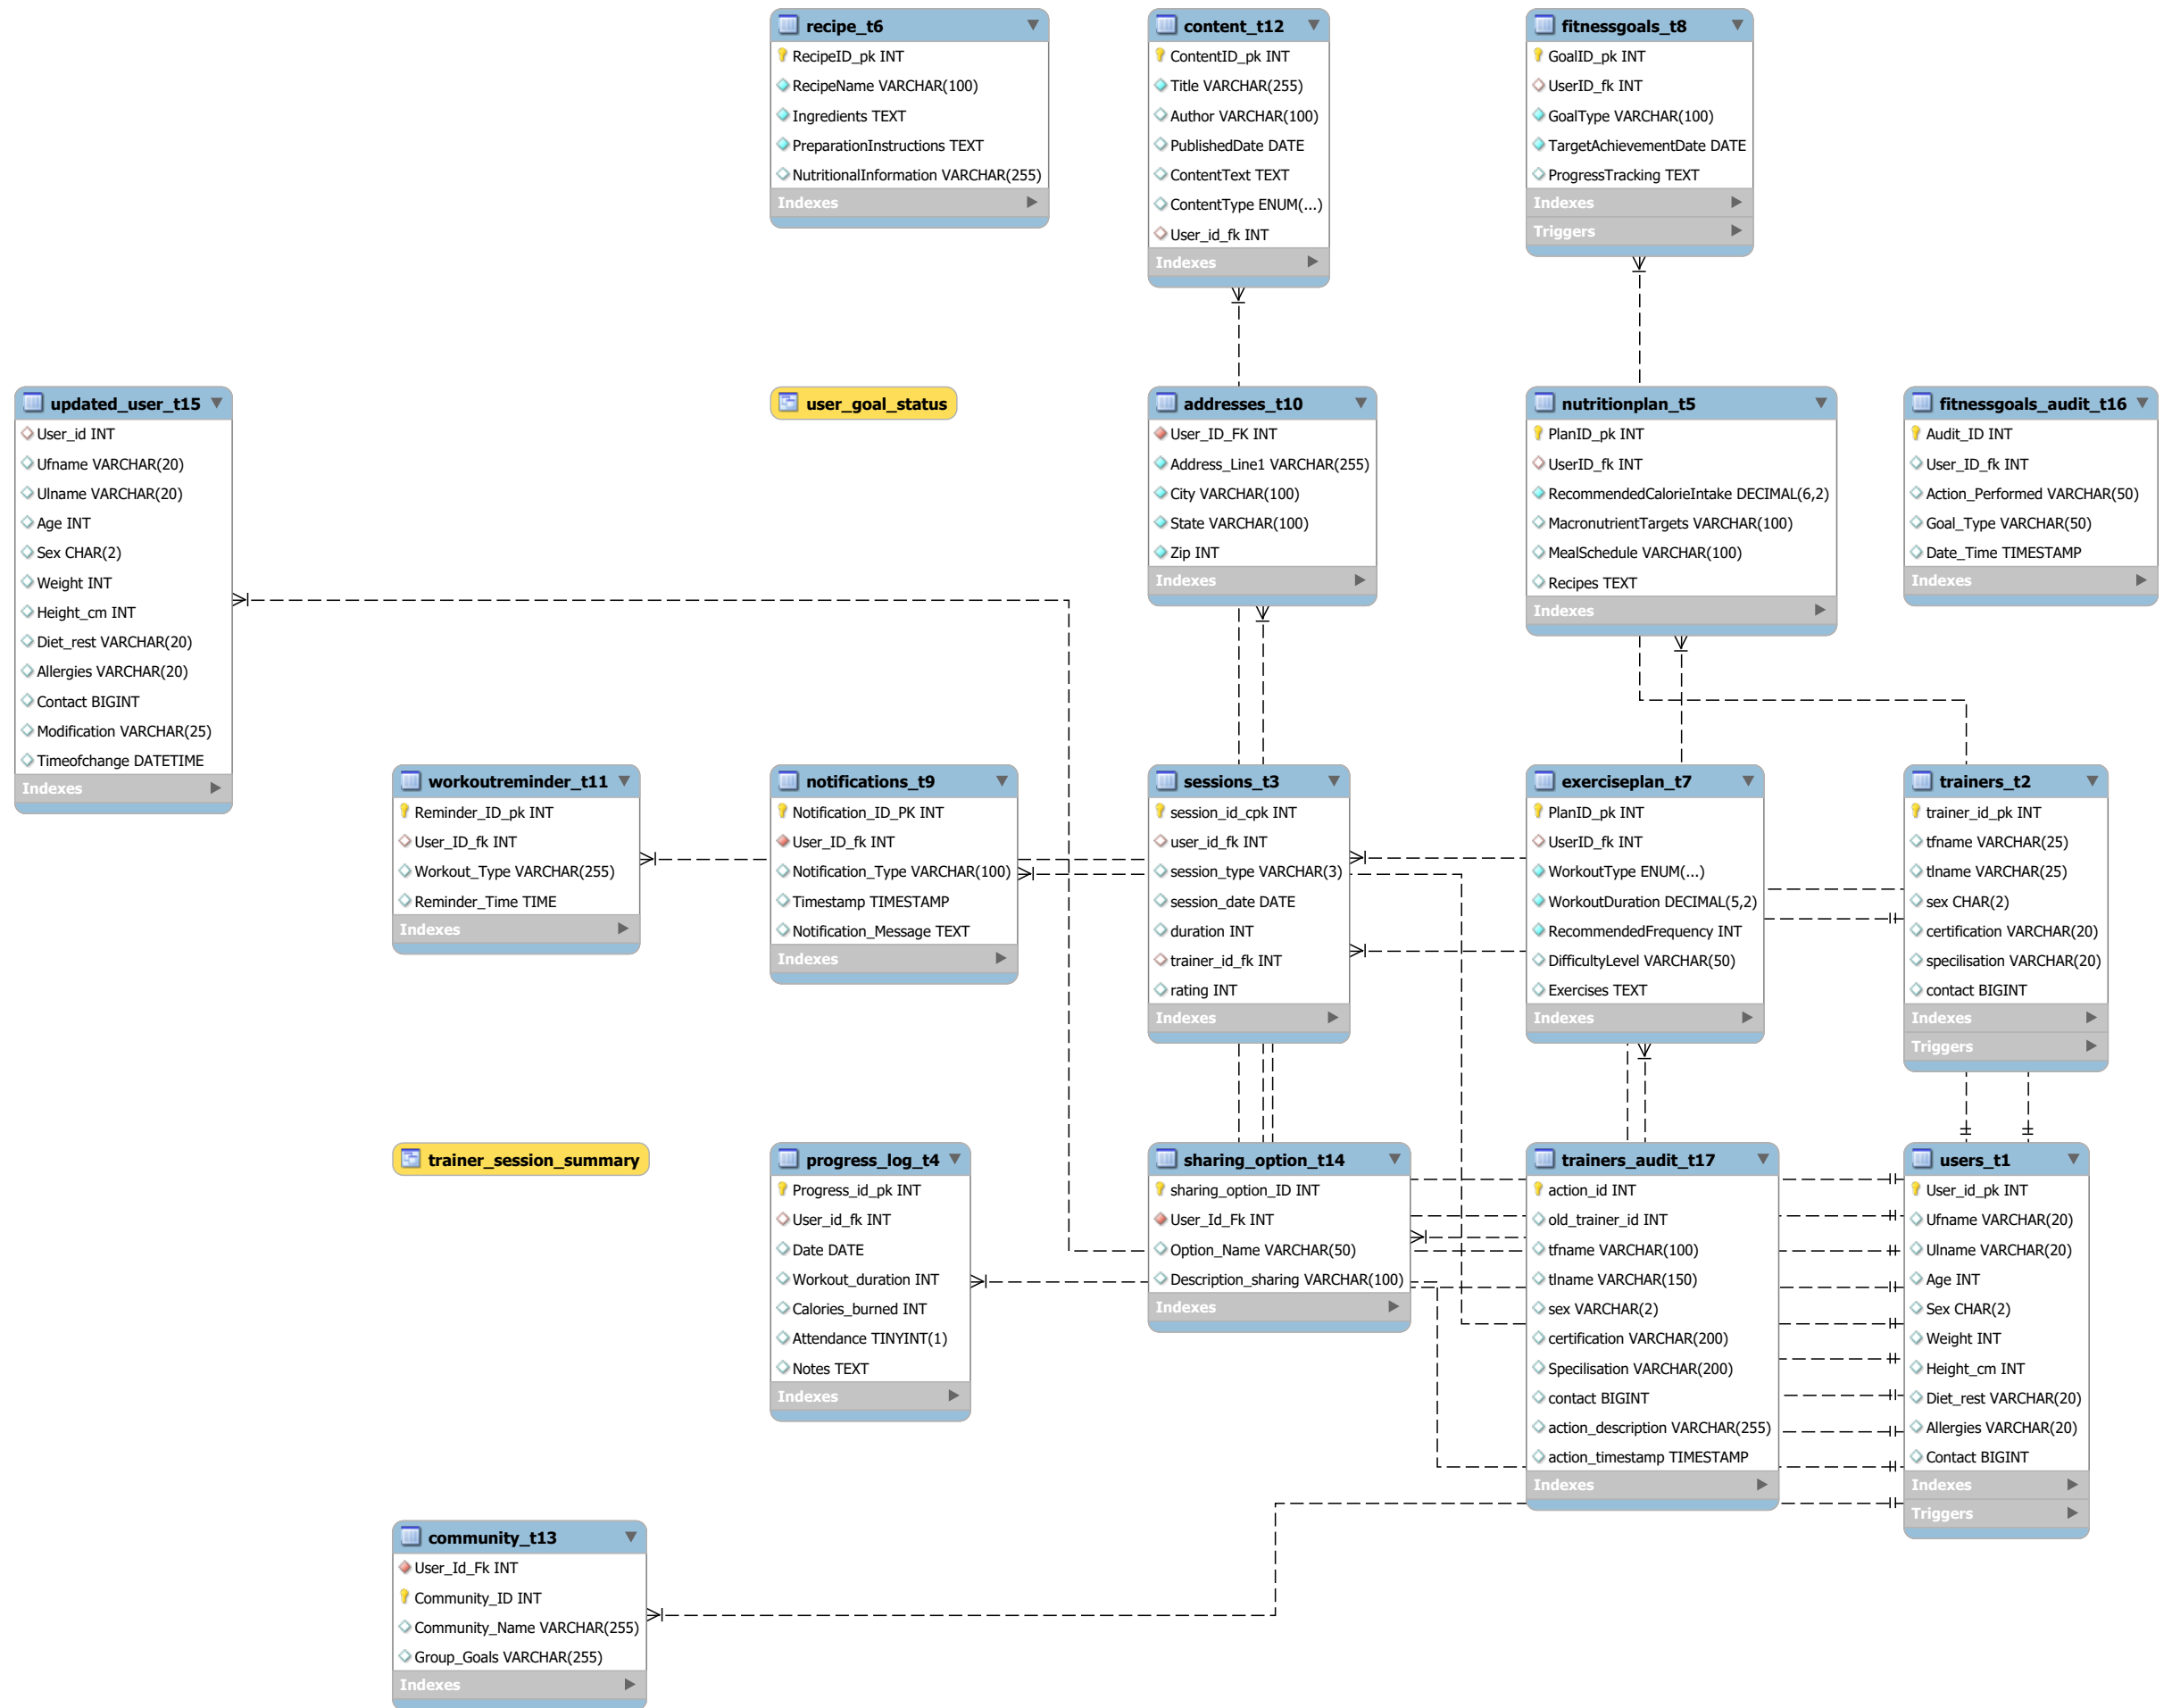 recipe_t6
RecipeID_pk INT
RecipeName VARCHAR(100)
Ingredients TEXT
PreparationInstructions TEXT
NutritionalInformation VARCHAR(255)
Indexes
content_t12
ContentID_pk INT
Title VARCHAR(255)
Author VARCHAR(100)
PublishedDate DATE
ContentText TEXT
ContentType ENUM(...)
User_id_fk INT
Indexes
fitnessgoals_t8
GoalID_pk INT
UserID_fk INT
GoalType VARCHAR(100)
TargetAchievementDate DATE
ProgressTracking TEXT
Indexes
Triggers
updated_user_t15
User_id INT
Ufname VARCHAR(20)
Ulname VARCHAR(20)
Age INT
Sex CHAR(2)
Weight INT
Height_cm INT
Diet_rest VARCHAR(20)
Allergies VARCHAR(20)
Contact BIGINT
Modification VARCHAR(25)
Timeofchange DATETIME
Indexes
user_goal_status
addresses_t10
User_ID_FK INT
Address_Line1 VARCHAR(255)
City VARCHAR(100)
State VARCHAR(100)
Zip INT
Indexes
nutritionplan_t5
PlanID_pk INT
UserID_fk INT
RecommendedCalorieIntake DECIMAL(6,2)
MacronutrientTargets VARCHAR(100)
MealSchedule VARCHAR(100)
Recipes TEXT
Indexes
fitnessgoals_audit_t16
Audit_ID INT
User_ID_fk INT
Action_Performed VARCHAR(50)
Goal_Type VARCHAR(50)
Date_Time TIMESTAMP
Indexes
workoutreminder_t11
Reminder_ID_pk INT
User_ID_fk INT
Workout_Type VARCHAR(255)
Reminder_Time TIME
Indexes
notifications_t9
Notification_ID_PK INT
User_ID_fk INT
Notification_Type VARCHAR(100)
Timestamp TIMESTAMP
Notification_Message TEXT
Indexes
sessions_t3
session_id_cpk INT
user_id_fk INT
session_type VARCHAR(3)
session_date DATE
duration INT
trainer_id_fk INT
rating INT
Indexes
exerciseplan_t7
PlanID_pk INT
UserID_fk INT
WorkoutType ENUM(...)
WorkoutDuration DECIMAL(5,2)
RecommendedFrequency INT
DifficultyLevel VARCHAR(50)
Exercises TEXT
Indexes
trainers_t2
trainer_id_pk INT
tfname VARCHAR(25)
tlname VARCHAR(25)
sex CHAR(2)
certification VARCHAR(20)
specilisation VARCHAR(20)
contact BIGINT
Indexes
Triggers
trainer_session_summary
progress_log_t4
Progress_id_pk INT
User_id_fk INT
Date DATE
Workout_duration INT
Calories_burned INT
Attendance TINYINT(1)
Notes TEXT
Indexes
sharing_option_t14
sharing_option_ID INT
User_Id_Fk INT
Option_Name VARCHAR(50)
Description_sharing VARCHAR(100)
Indexes
trainers_audit_t17
action_id INT
old_trainer_id INT
tfname VARCHAR(100)
tlname VARCHAR(150)
sex VARCHAR(2)
certification VARCHAR(200)
Specilisation VARCHAR(200)
contact BIGINT
action_description VARCHAR(255)
action_timestamp TIMESTAMP
Indexes
users_t1
User_id_pk INT
Ufname VARCHAR(20)
Ulname VARCHAR(20)
Age INT
Sex CHAR(2)
Weight INT
Height_cm INT
Diet_rest VARCHAR(20)
Allergies VARCHAR(20)
Contact BIGINT
Indexes
Triggers
community_t13
User_Id_Fk INT
Community_ID INT
Community_Name VARCHAR(255)
Group_Goals VARCHAR(255)
Indexes